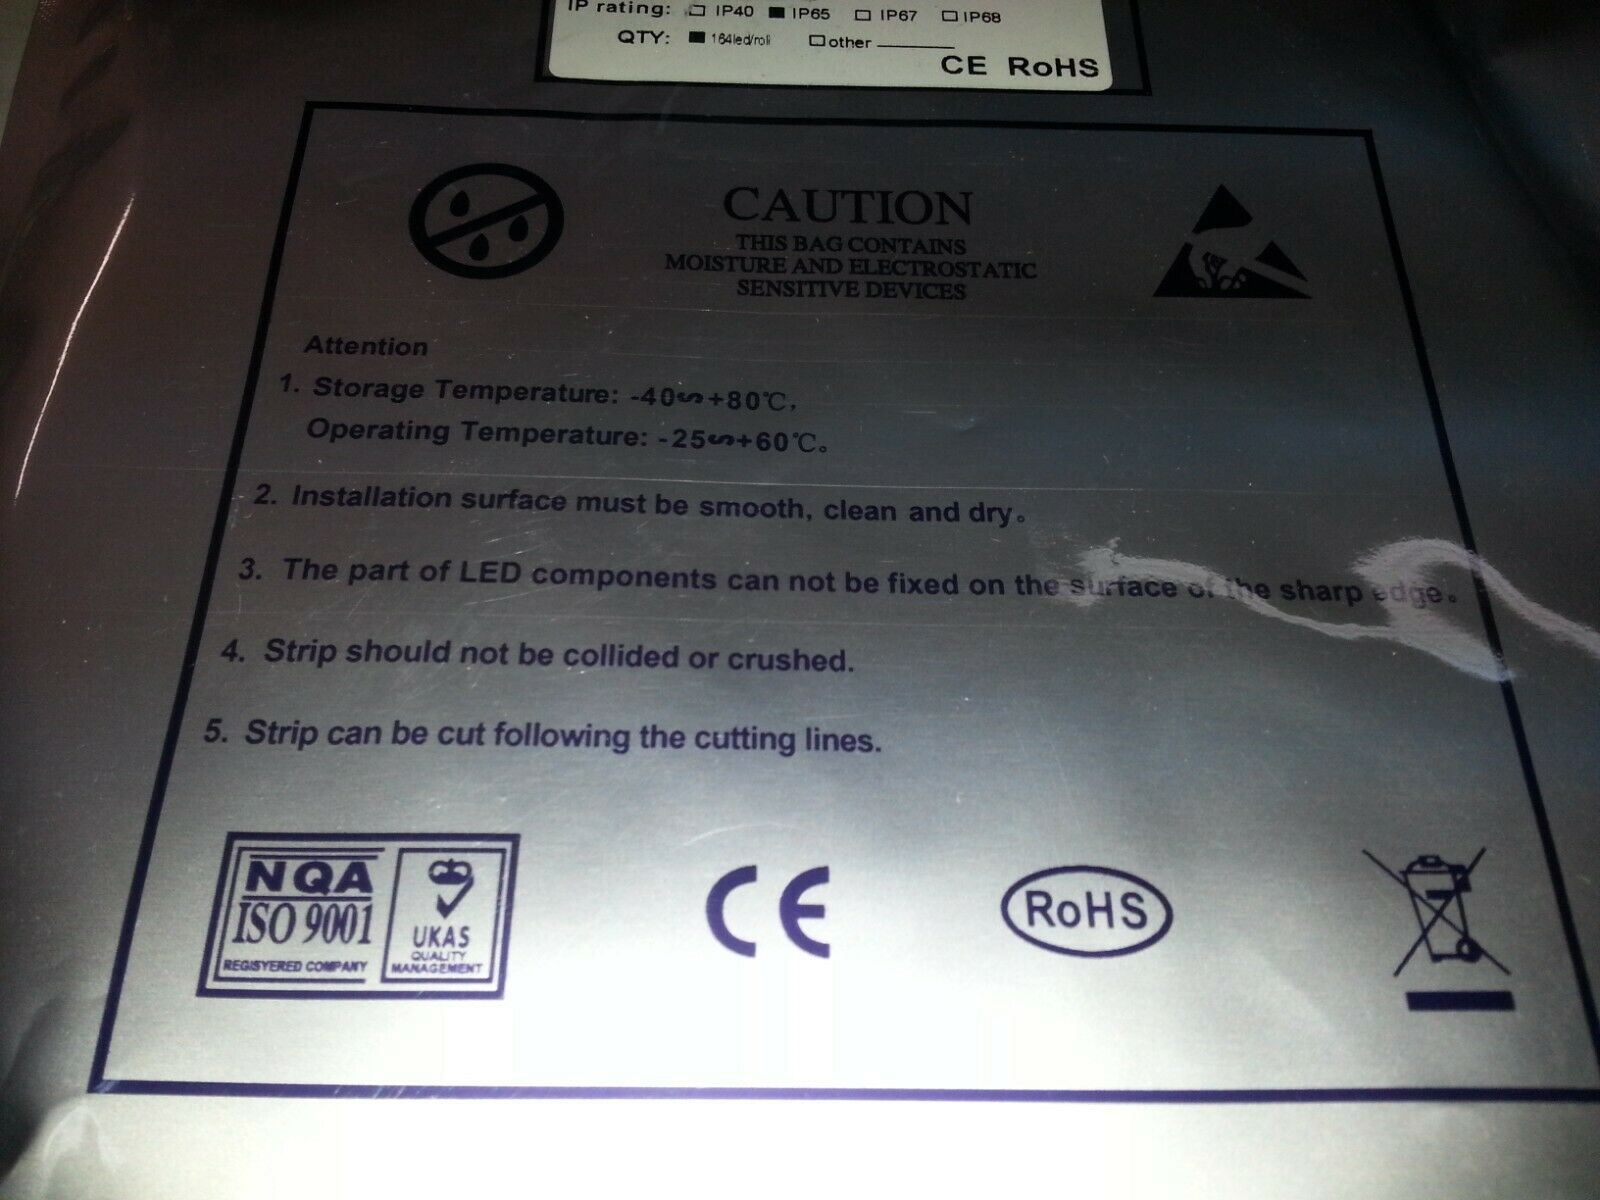 IP rating: □ IP40 ■ IP65 □ IP67 □ IP68
QTY: ■ 164led/roll □ other ________
CE RoHS
CAUTION
THIS BAG CONTAINS
MOISTURE AND ELECTROSTATIC
SENSITIVE DEVICES
Attention
1. Storage Temperature: -40∽+80℃,
Operating Temperature: -25∽+60℃。
2. Installation surface must be smooth, clean and dry。
3. The part of LED components can not be fixed on the surface of the sharp edge。
4. Strip should not be collided or crushed.
5. Strip can be cut following the cutting lines.
NQA
ISO 9001
REGISYERED COMPANY
UKAS
QUALITY
MANAGEMENT
CE
RoHS